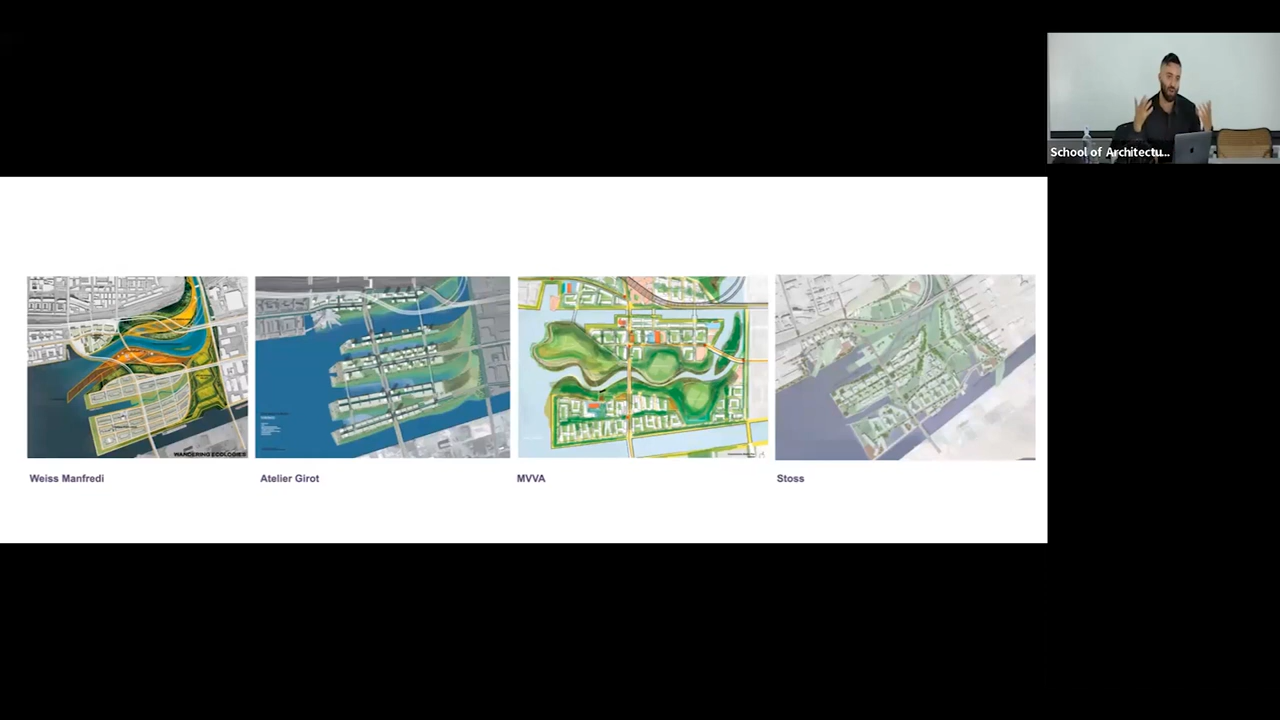 School of Architectu...
WANDERING ECOLOGIES
Weiss Manfredi
Atelier Girot
MVVA
Stoss